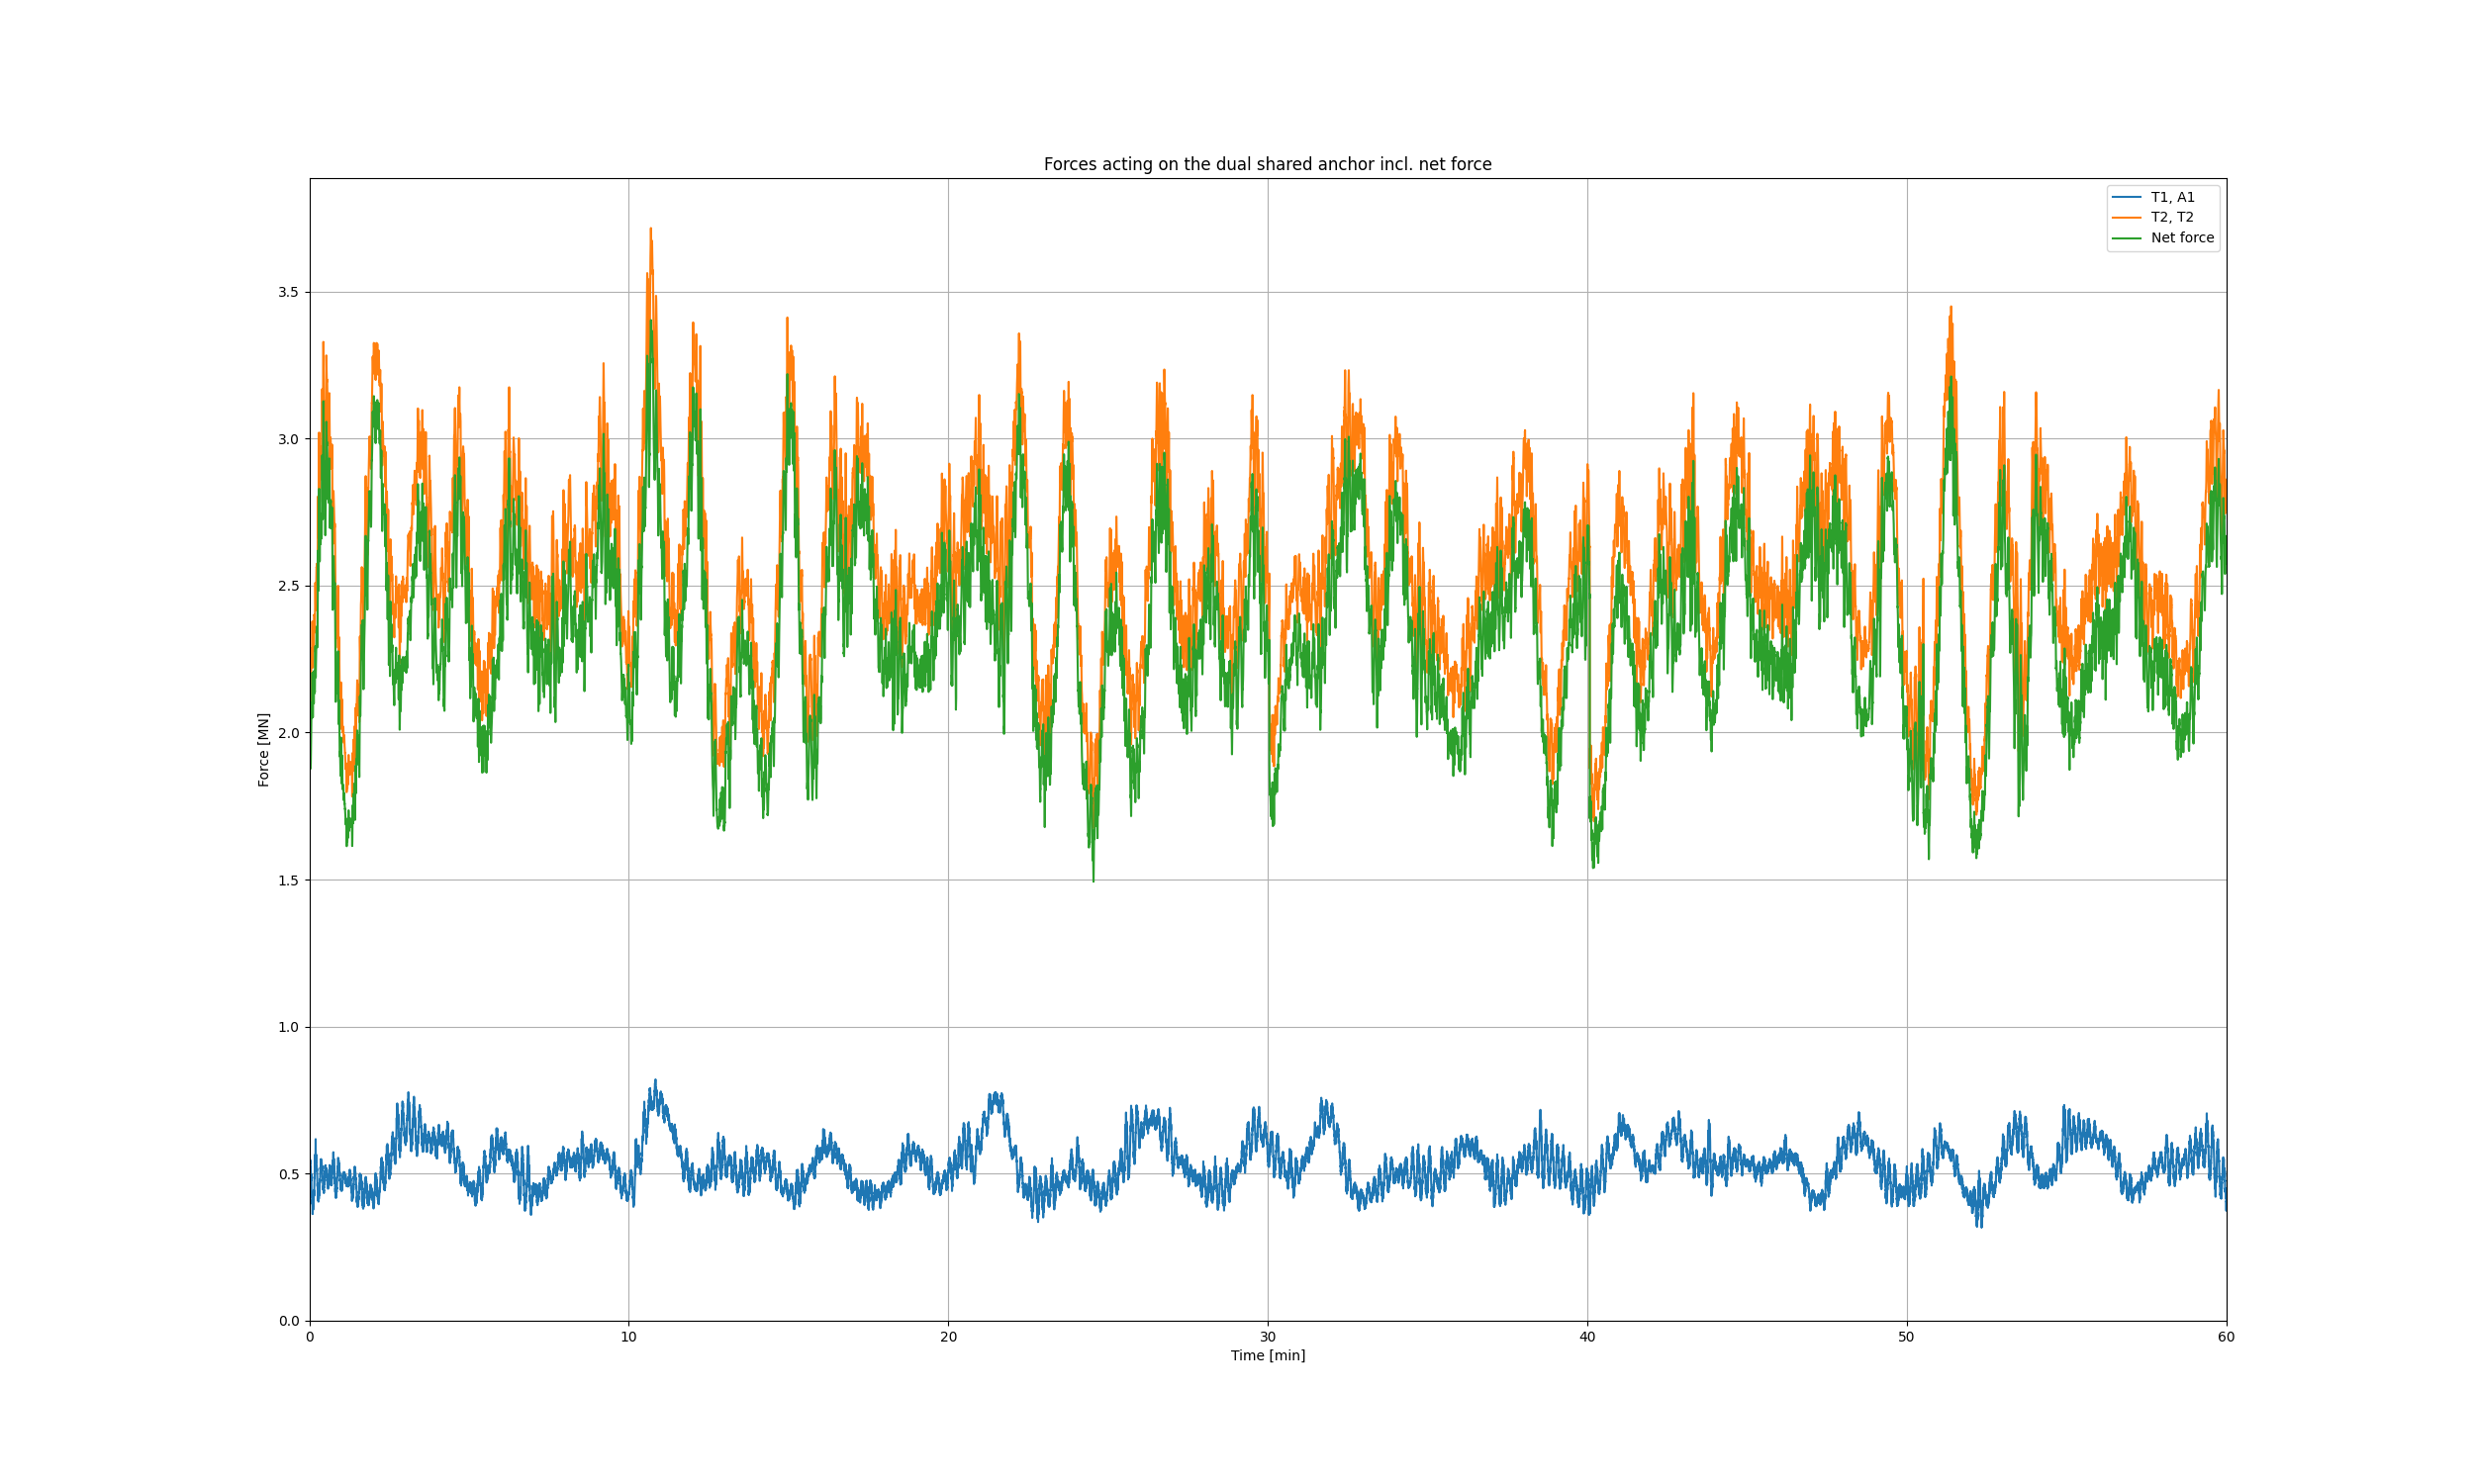 Forces acting on the dual shared anchor incl. net force
T1, A1
T2, T2
Net force
3.5
3.0
2.5
2.0
1.5
1.0
0.5
0.0
Force [MN]
0 10 20 30 40 50 60
Time [min]